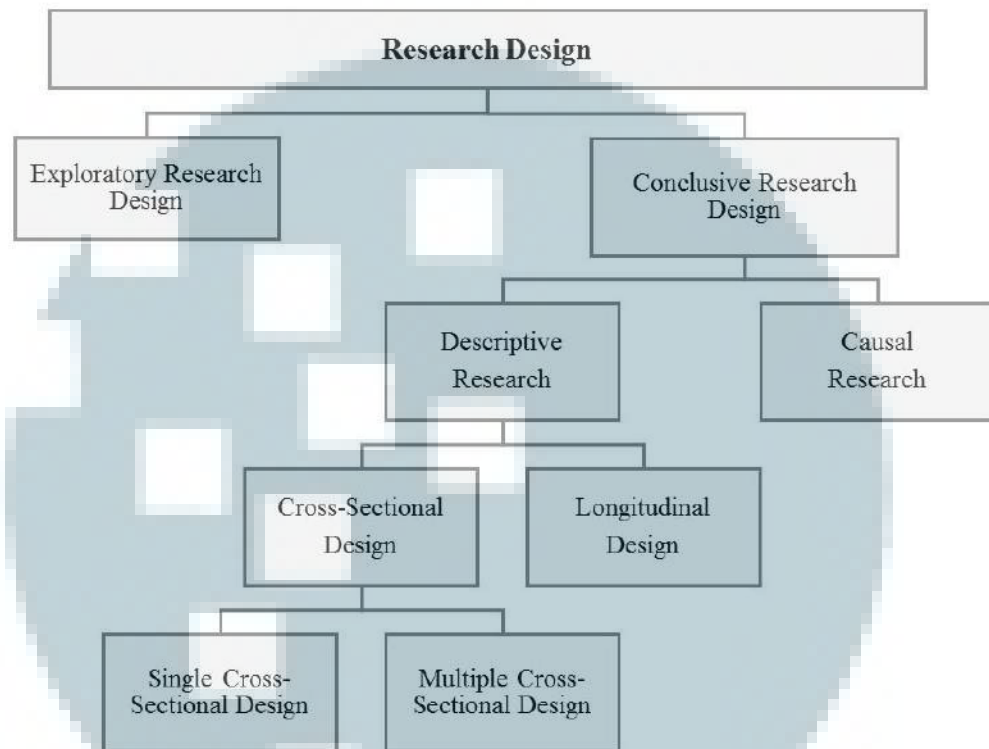 Research Design
Exploratory Research
Design
Conclusive Research
Design
Descriptive
Research
Causal
Research
Cross-Sectional
Design
Longitudinal
Design
Single Cross-
Sectional Design
Multiple Cross-
Sectional Design